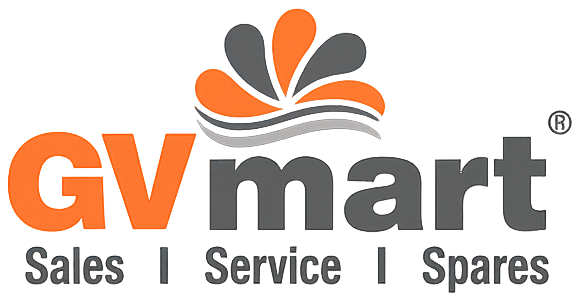 GVmart®
Sales | Service | Spares